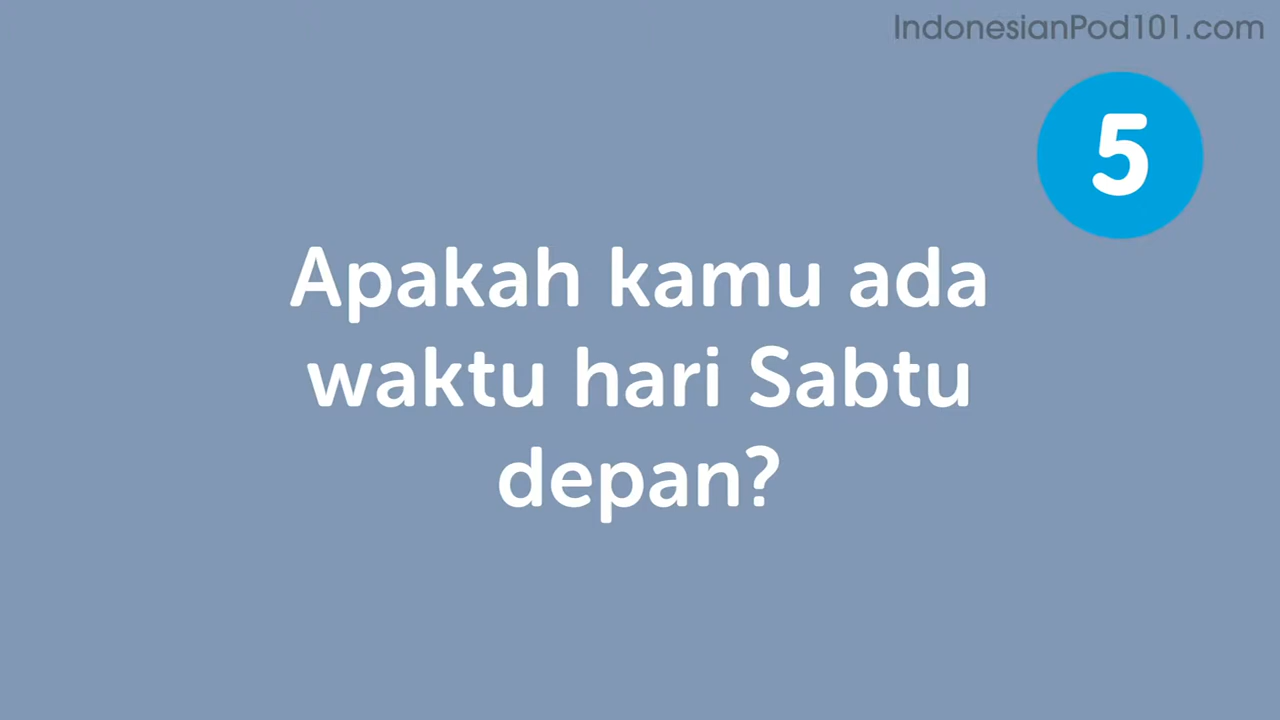 IndonesianPod101.com
5
Apakah kamu ada
waktu hari Sabtu
depan?